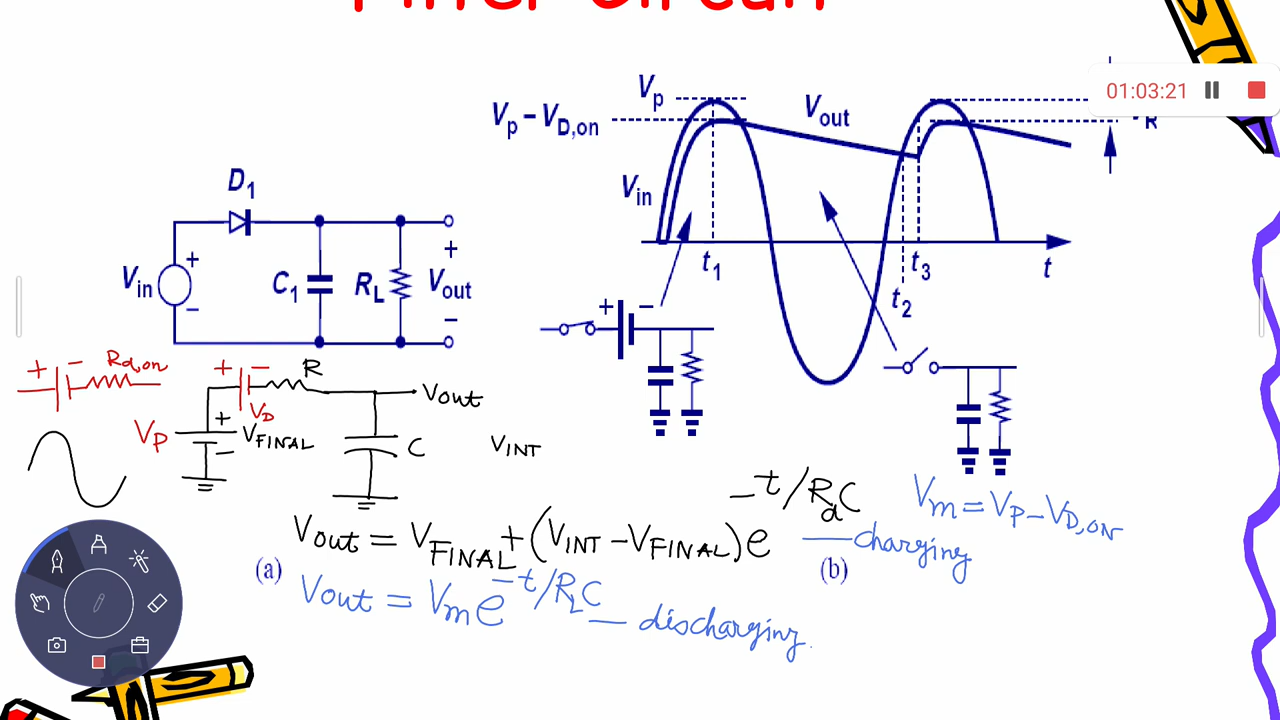 Filter Circuit
01:03:21
Vp
Vp − VD,on
Vout
VR
Vin
t1
t2
t3
t
D1
+
−
Vin
C1
RL
+
Vout
−
+ −
+ − Rd,on
+ − R
VD
Vout
VP
+
VFINAL
−
C
VINT
Vout = VFINAL + (VINT − VFINAL) e −t/RdC — charging
Vm = VP − VD,ON
(a)
(b)
Vout = Vm e −t/RLC — discharging.